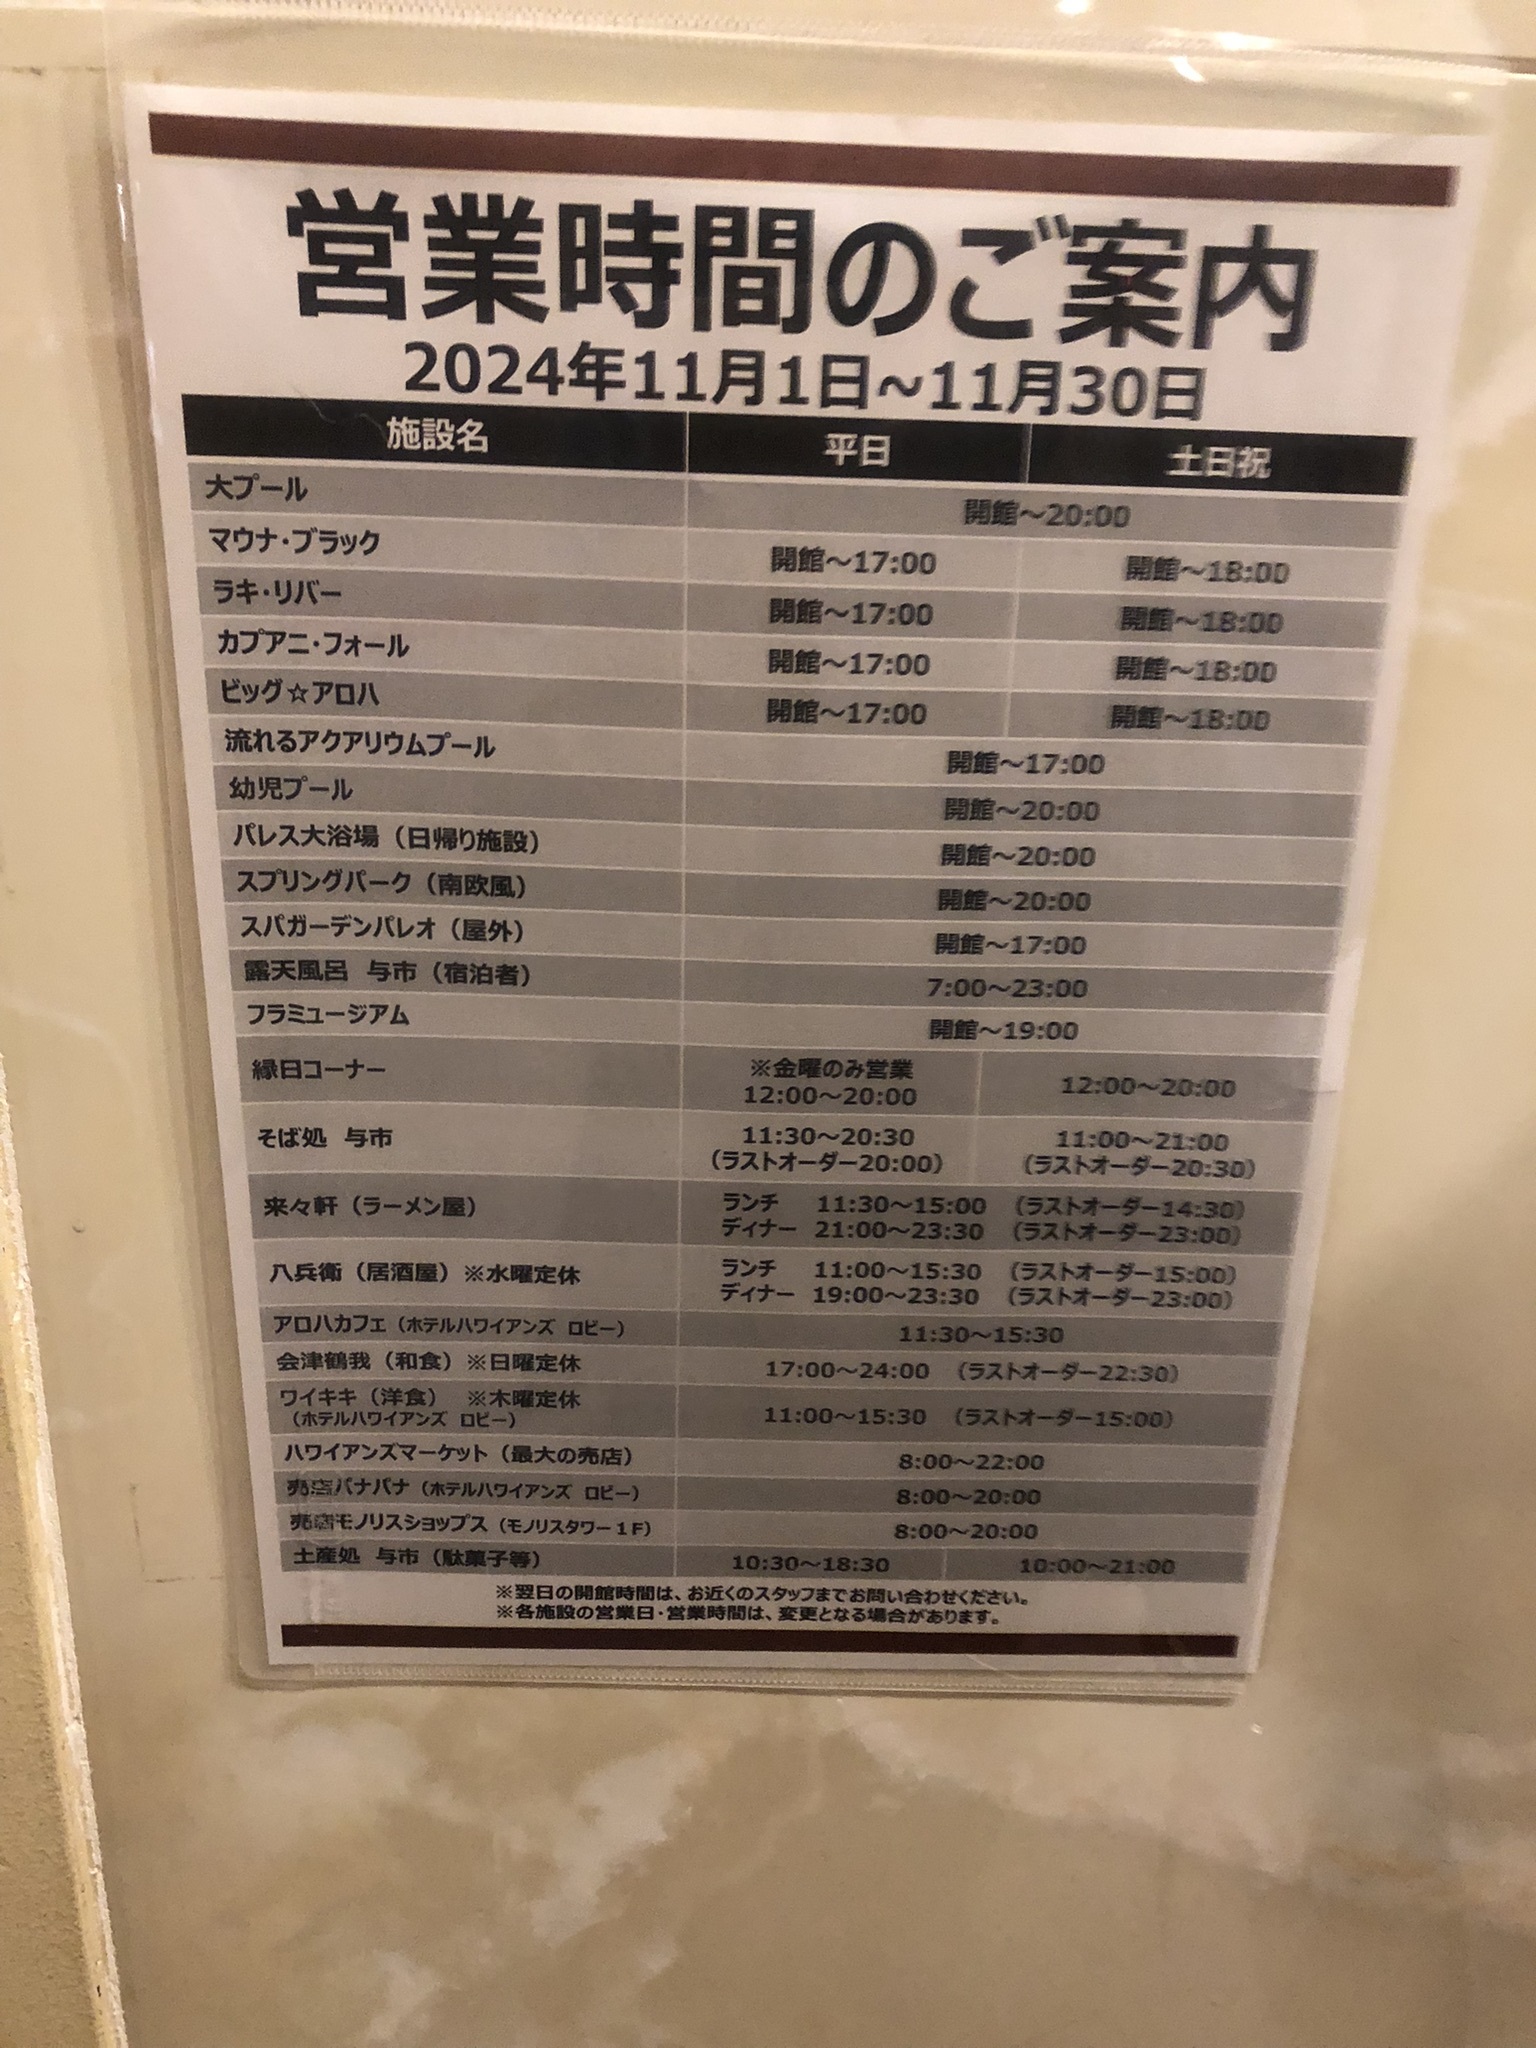 営業時間のご案内
2024年11月1日~11月30日
施設名 平日 土日祝
大プール 開館～20:00
マウナ・ブラック 開館～17:00 開館～18:00
ラキ・リバー 開館～17:00 開館～18:00
カプアニ・フォール 開館～17:00 開館～18:00
ビッグ☆アロハ 開館～17:00 開館～18:00
流れるアクアリウムプール 開館～17:00
幼児プール 開館～20:00
パレス大浴場（日帰り施設） 開館～20:00
スプリングパーク（南欧風） 開館～20:00
スパガーデンパレオ（屋外） 開館～17:00
露天風呂 与市（宿泊者） 7:00～23:00
フラミュージアム 開館～19:00
縁日コーナー ※金曜のみ営業
12:00～20:00 12:00～20:00
そば処 与市 11:30～20:30 11:00～21:00
（ラストオーダー20:00） （ラストオーダー20:30）
来々軒（ラーメン屋） ランチ 11:30～15:00 （ラストオーダー14:30）
ディナー 21:00～23:30 （ラストオーダー23:00）
八兵衛（居酒屋）※水曜定休 ランチ 11:00～15:30 （ラストオーダー15:00）
ディナー 19:00～23:30 （ラストオーダー23:00）
アロハカフェ（ホテルハワイアンズ ロビー） 11:30～15:30
会津鶴我（和食）※日曜定休 17:00～24:00 （ラストオーダー22:30）
ワイキキ（洋食） ※木曜定休 11:00～15:30 （ラストオーダー15:00）
（ホテルハワイアンズ ロビー）
ハワイアンズマーケット（最大の売店） 8:00～22:00
売店パナパナ（ホテルハワイアンズ ロビー） 8:00～20:00
売店モノリスショップス（モノリスタワー１F） 8:00～20:00
土産処 与市（駄菓子等） 10:30～18:30 10:00～21:00
※翌日の開館時間は、お近くのスタッフまでお問い合わせください。
※各施設の営業日・営業時間は、変更となる場合があります。